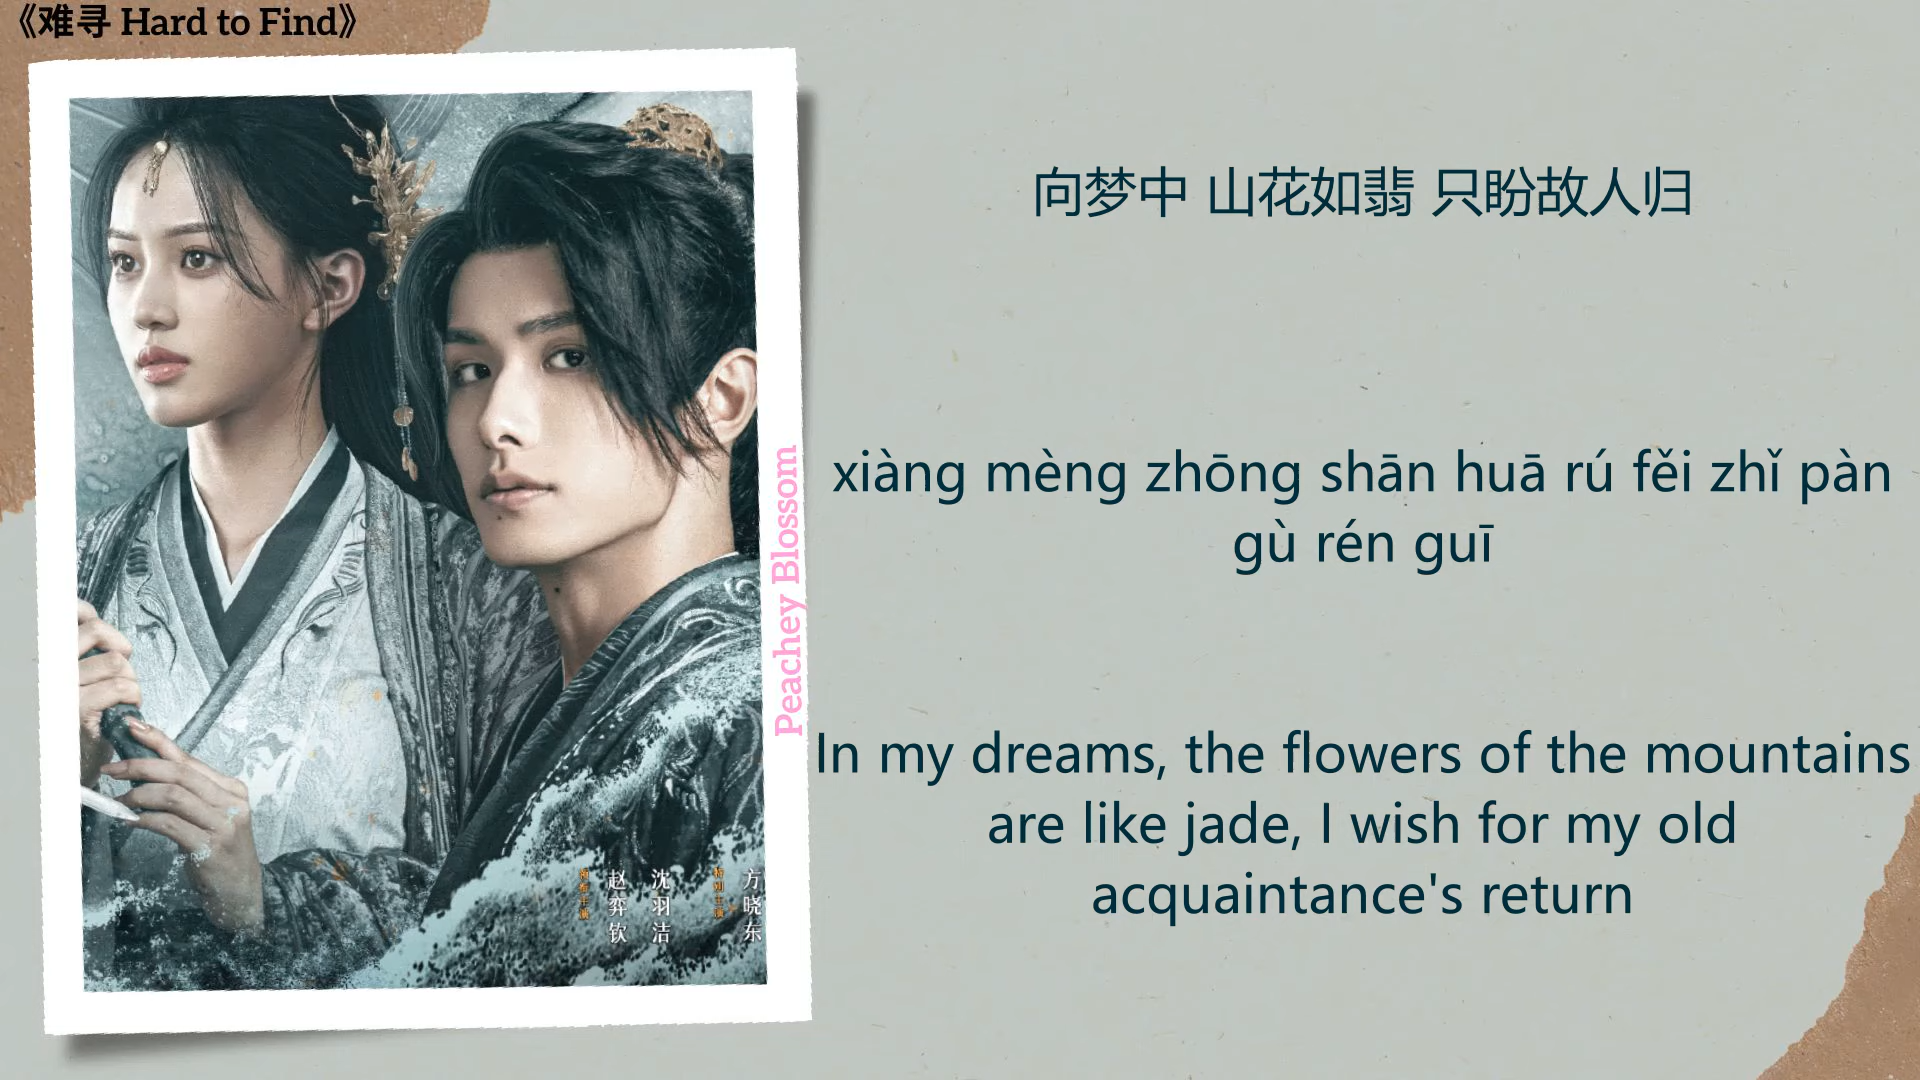 《难寻 Hard to Find》
向梦中 山花如翡 只盼故人归
xiàng mèng zhōng shān huā rú fěi zhǐ pàn
gù rén guī
In my dreams, the flowers of the mountains
are like jade, I wish for my old
acquaintance's return
Peachey Blossom
赵弈钦
沈羽洁
方晓东